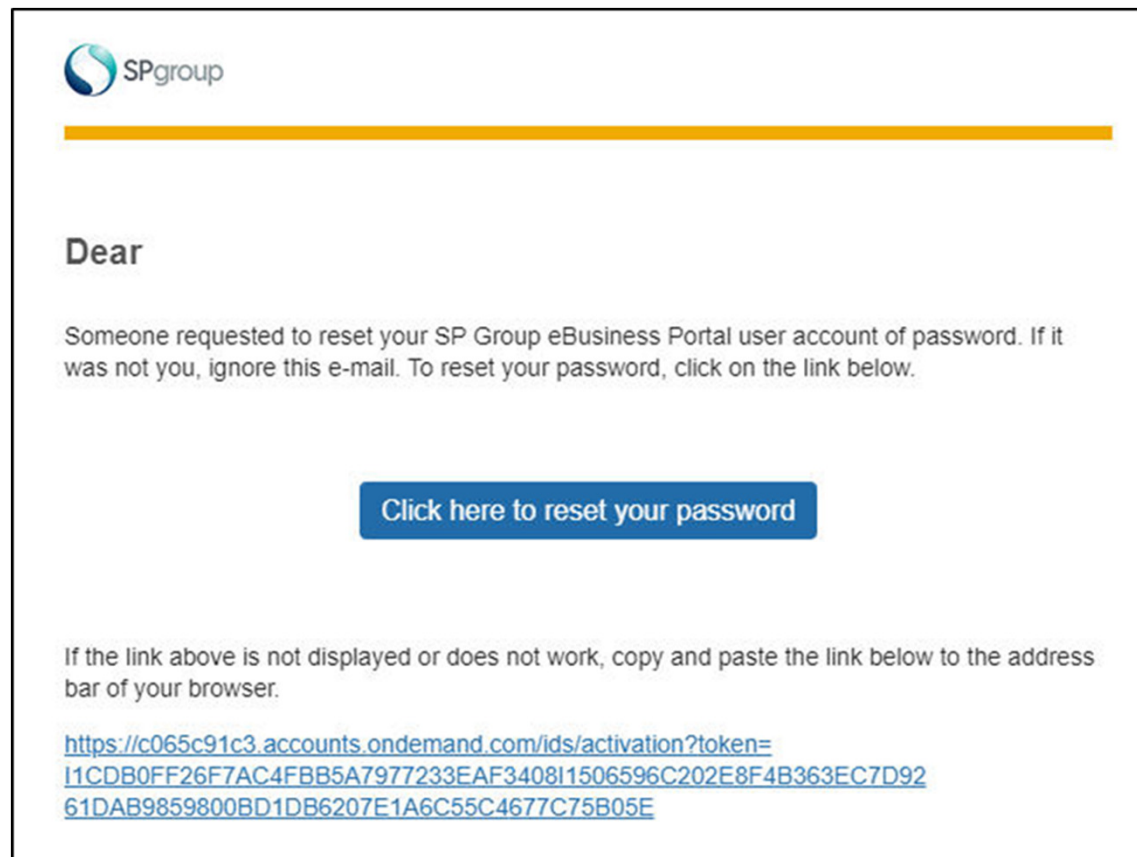 SPgroup
Dear
Someone requested to reset your SP Group eBusiness Portal user account of password. If it
was not you, ignore this e-mail. To reset your password, click on the link below.
Click here to reset your password
If the link above is not displayed or does not work, copy and paste the link below to the address
bar of your browser.
https://c065c91c3.accounts.ondemand.com/ids/activation?token=
I1CDB0FF26F7AC4FBB5A7977233EAF3408I1506596C202E8F4B363EC7D92
61DAB9859800BD1DB6207E1A6C55C4677C75B05E